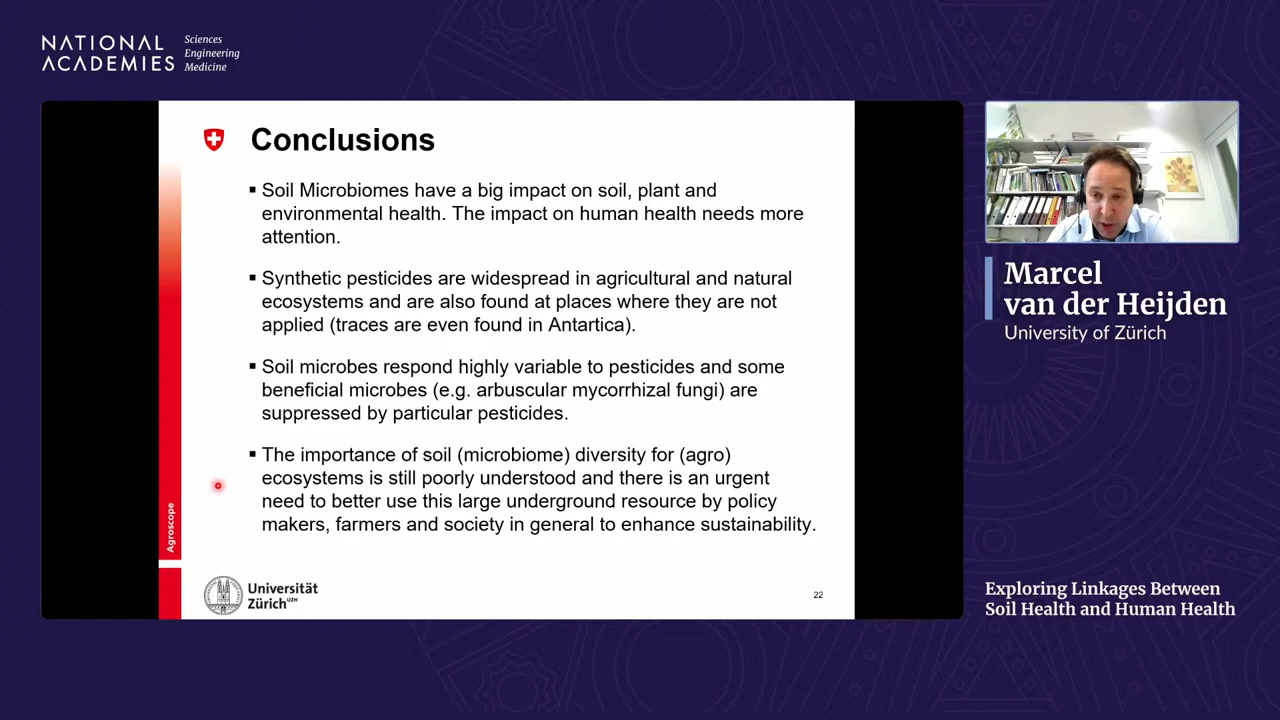 NATIONAL
ACADEMIES
Sciences
Engineering
Medicine
Conclusions
▪ Soil Microbiomes have a big impact on soil, plant and
environmental health. The impact on human health needs more
attention.
▪ Synthetic pesticides are widespread in agricultural and natural
ecosystems and are also found at places where they are not
applied (traces are even found in Antartica).
▪ Soil microbes respond highly variable to pesticides and some
beneficial microbes (e.g. arbuscular mycorrhizal fungi) are
suppressed by particular pesticides.
▪ The importance of soil (microbiome) diversity for (agro)
ecosystems is still poorly understood and there is an urgent
need to better use this large underground resource by policy
makers, farmers and society in general to enhance sustainability.
Agroscope
Universität
Zürich UZH
22
Marcel
van der Heijden
University of Zürich
Exploring Linkages Between
Soil Health and Human Health